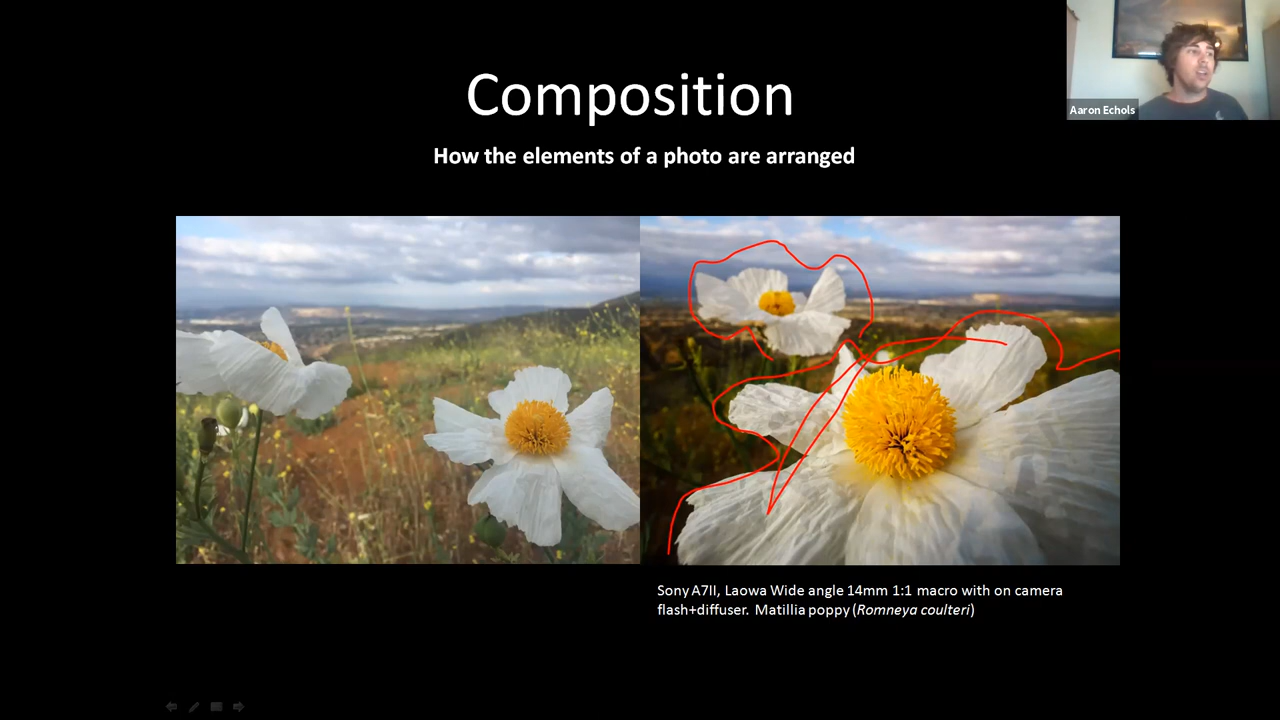 Composition
How the elements of a photo are arranged
Aaron Echols
Sony A7II, Laowa Wide angle 14mm 1:1 macro with on camera
flash+diffuser. Matillia poppy (Romneya coulteri)